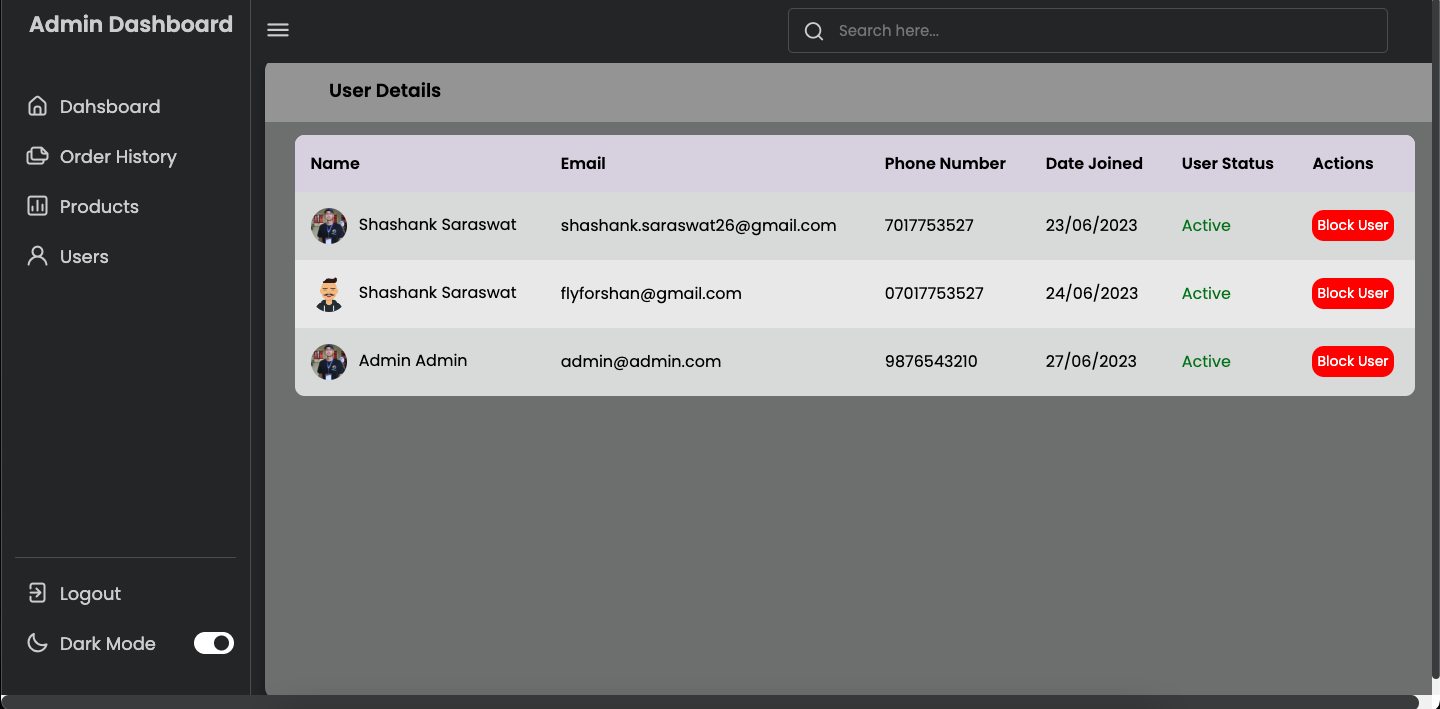 Admin Dashboard
Search here...
Dahsboard
Order History
Products
Users
Logout
Dark Mode
User Details
Name Email Phone Number Date Joined User Status Actions
Shashank Saraswat shashank.saraswat26@gmail.com 7017753527 23/06/2023 Active Block User
Shashank Saraswat flyforshan@gmail.com 07017753527 24/06/2023 Active Block User
Admin Admin admin@admin.com 9876543210 27/06/2023 Active Block User